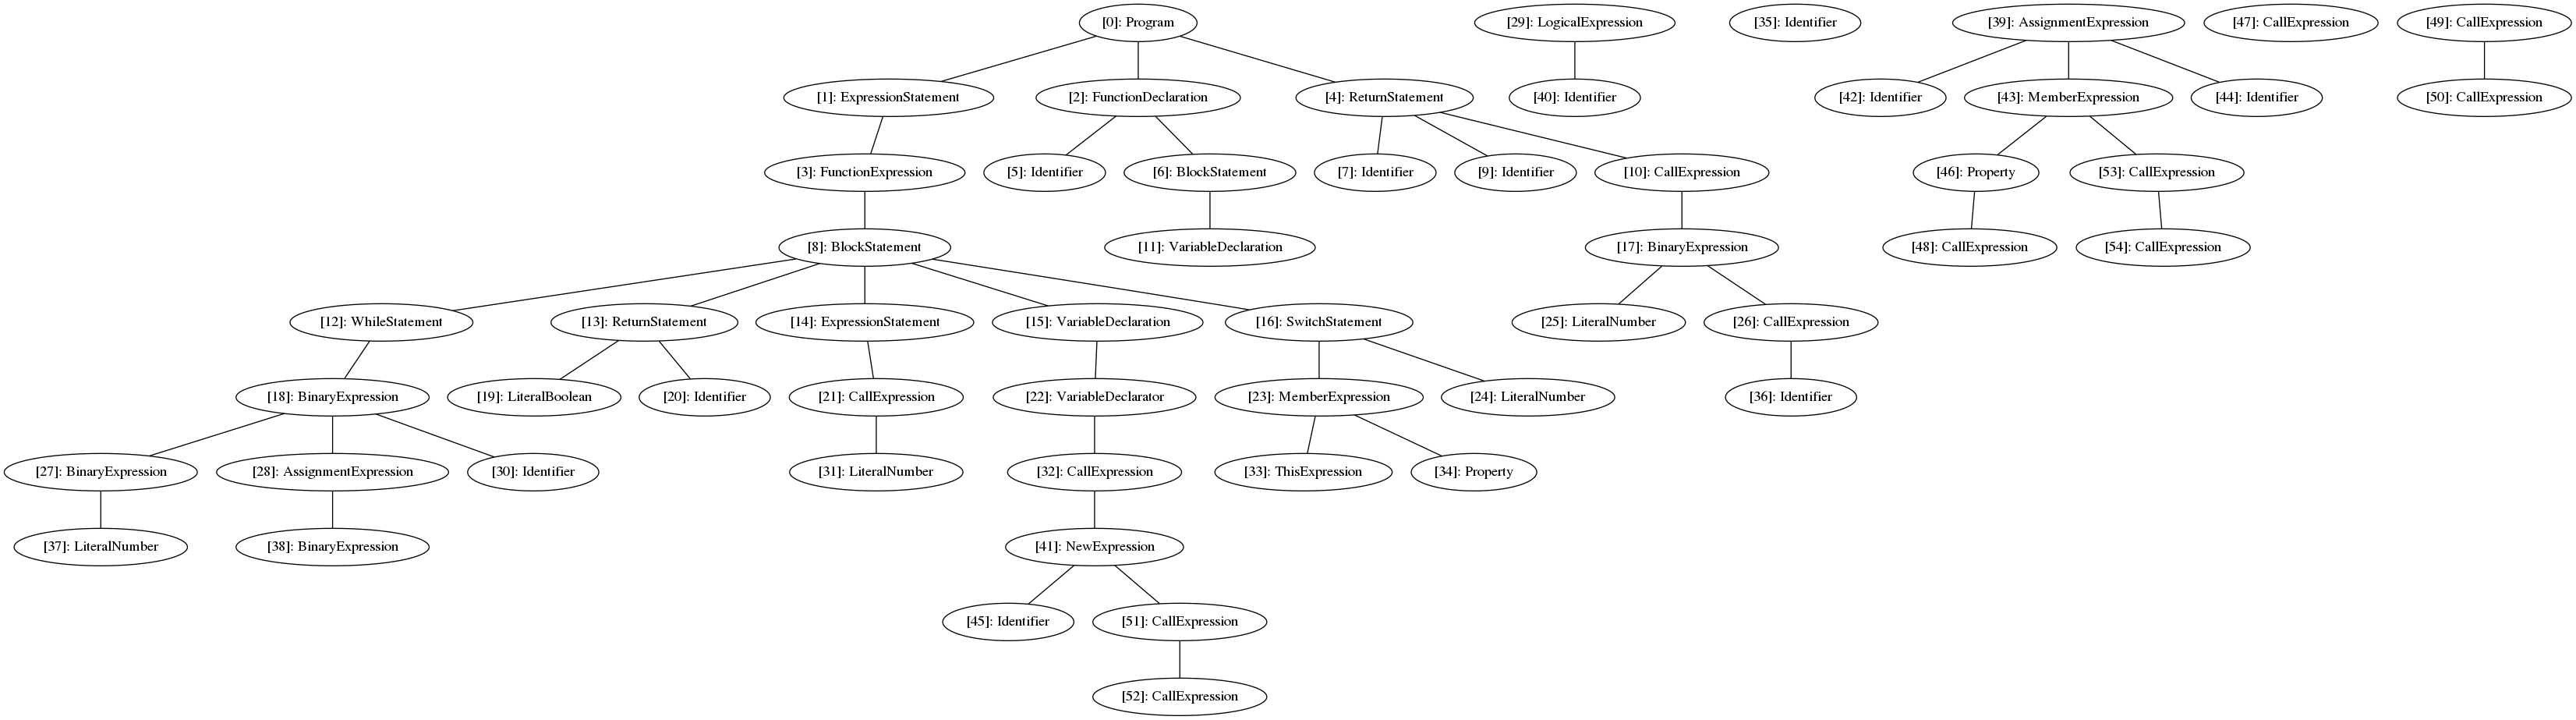 [0]: Program
[29]: LogicalExpression
[35]: Identifier
[39]: AssignmentExpression
[47]: CallExpression
[49]: CallExpression
[1]: ExpressionStatement
[2]: FunctionDeclaration
[4]: ReturnStatement
[40]: Identifier
[42]: Identifier
[43]: MemberExpression
[44]: Identifier
[50]: CallExpression
[3]: FunctionExpression
[5]: Identifier
[6]: BlockStatement
[7]: Identifier
[9]: Identifier
[10]: CallExpression
[46]: Property
[53]: CallExpression
[8]: BlockStatement
[11]: VariableDeclaration
[17]: BinaryExpression
[48]: CallExpression
[54]: CallExpression
[12]: WhileStatement
[13]: ReturnStatement
[14]: ExpressionStatement
[15]: VariableDeclaration
[16]: SwitchStatement
[25]: LiteralNumber
[26]: CallExpression
[18]: BinaryExpression
[19]: LiteralBoolean
[20]: Identifier
[21]: CallExpression
[22]: VariableDeclarator
[23]: MemberExpression
[24]: LiteralNumber
[36]: Identifier
[27]: BinaryExpression
[28]: AssignmentExpression
[30]: Identifier
[31]: LiteralNumber
[32]: CallExpression
[33]: ThisExpression
[34]: Property
[37]: LiteralNumber
[38]: BinaryExpression
[41]: NewExpression
[45]: Identifier
[51]: CallExpression
[52]: CallExpression